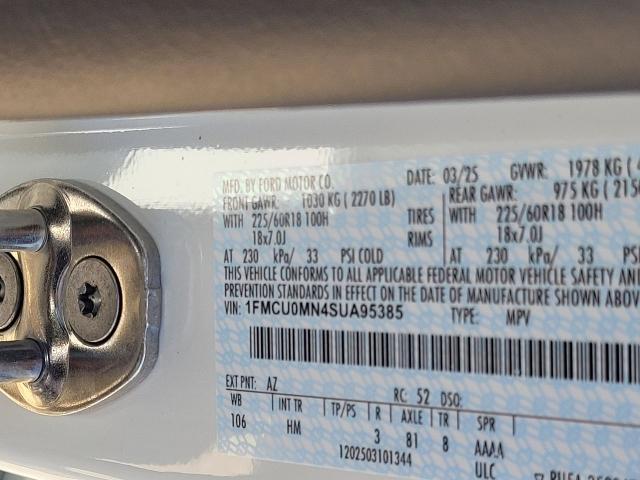 MFD. BY FORD MOTOR CO. DATE: 03/25 GVWR: 1978 KG (
FRONT GAWR: 1030 KG ( 2270 LB) REAR GAWR: 975 KG ( 215
WITH 225/60R18 100H TIRES WITH 225/60R18 100H
18x7.0J RIMS 18x7.0J
AT 230 kPa/ 33 PSI COLD AT 230 kPa/ 33
THIS VEHICLE CONFORMS TO ALL APPLICABLE FEDERAL MOTOR VEHICLE SAFETY AND
PREVENTION STANDARDS IN EFFECT ON THE DATE OF MANUFACTURE SHOWN ABOVE
VIN: 1FMCU0MN4SUA95385 TYPE: MPV
EXT PNT: AZ RC: 52 DSO:
WB INT TR TP/PS R AXLE TR SPR
106 HM 3 81 8 AAAA
1202503101344 ULC